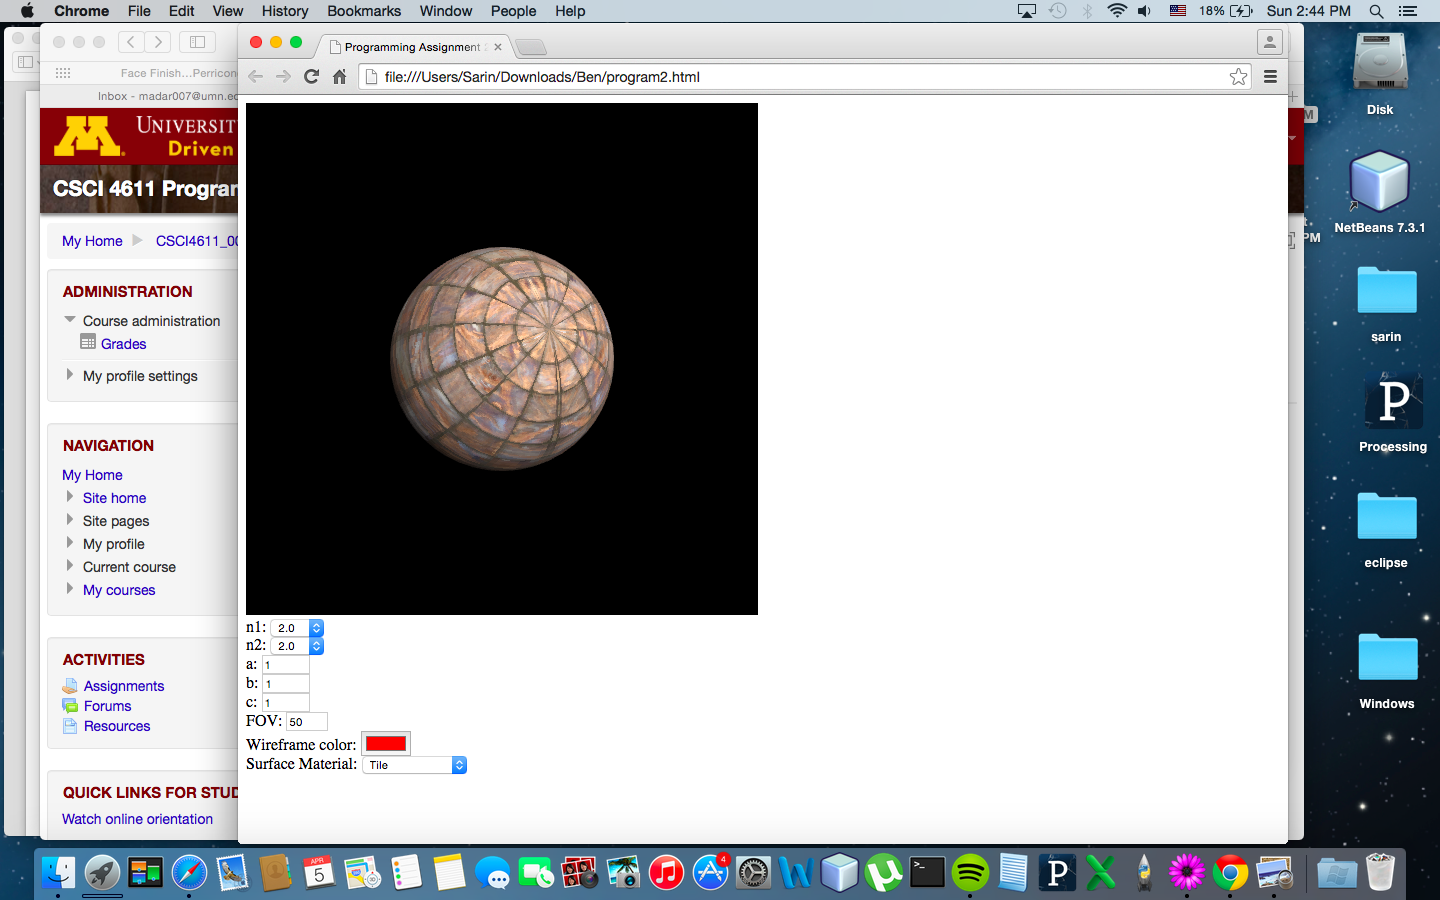 Chrome File Edit View History Bookmarks Window People Help 18% Sun 2:44 PM
Programming Assignment
file:///Users/Sarin/Downloads/Ben/program2.html
Face Finish...Perricon
Inbox - madar007@umn.e
UNIVERSIT
Driven
CSCI 4611 Progra
My Home CSCI4611_00
ADMINISTRATION
Course administration
Grades
My profile settings
NAVIGATION
My Home
Site home
Site pages
My profile
Current course
My courses
ACTIVITIES
Assignments
Forums
Resources
QUICK LINKS FOR STUD
Watch online orientation
n1: 2.0
n2: 2.0
a: 1
b: 1
c: 1
FOV: 50
Wireframe color:
Surface Material: Tile
M
t
PM
Disk
NetBeans 7.3.1
sarin
P
Processing
eclipse
Windows
APR
5
4
P